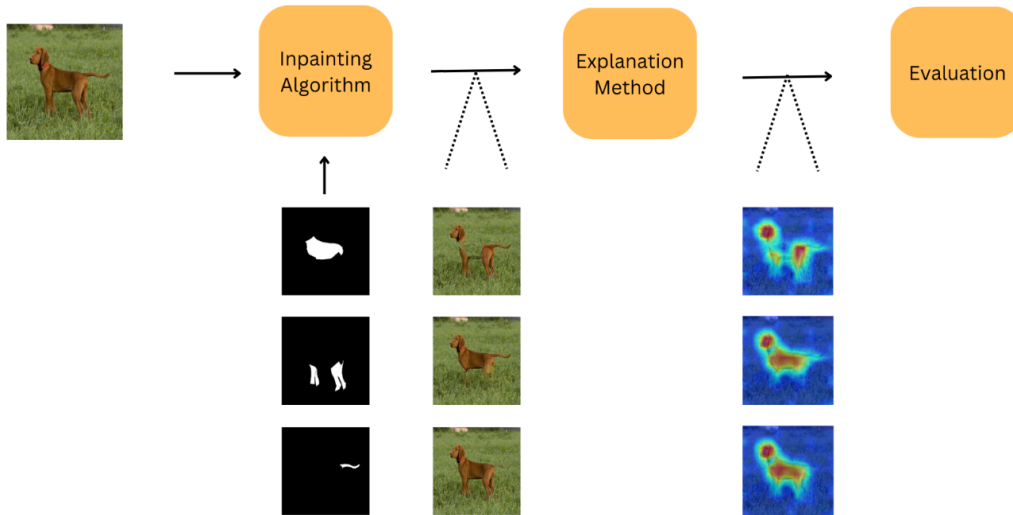 Inpainting
Algorithm
Explanation
Method
Evaluation